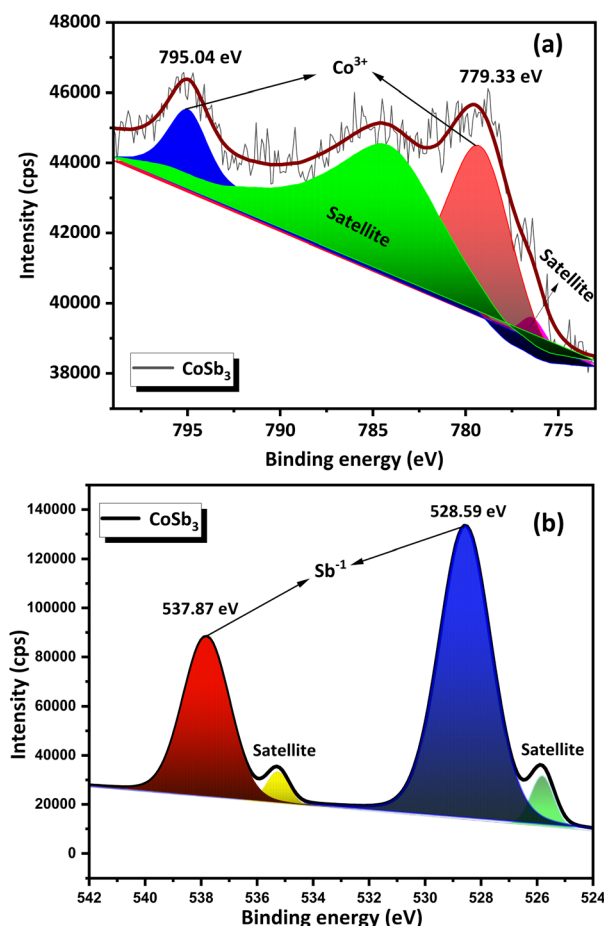 (a)
795.04 eV
779.33 eV
Co³⁺
Satellite
Satellite
CoSb₃
Intensity (cps)
48000
46000
44000
42000
40000
38000
795
790
785
780
775
Binding energy (eV)
(b)
CoSb₃
528.59 eV
Sb⁻¹
537.87 eV
Satellite
Satellite
Intensity (cps)
140000
120000
100000
80000
60000
40000
20000
0
542
540
538
536
534
532
530
528
526
524
Binding energy (eV)